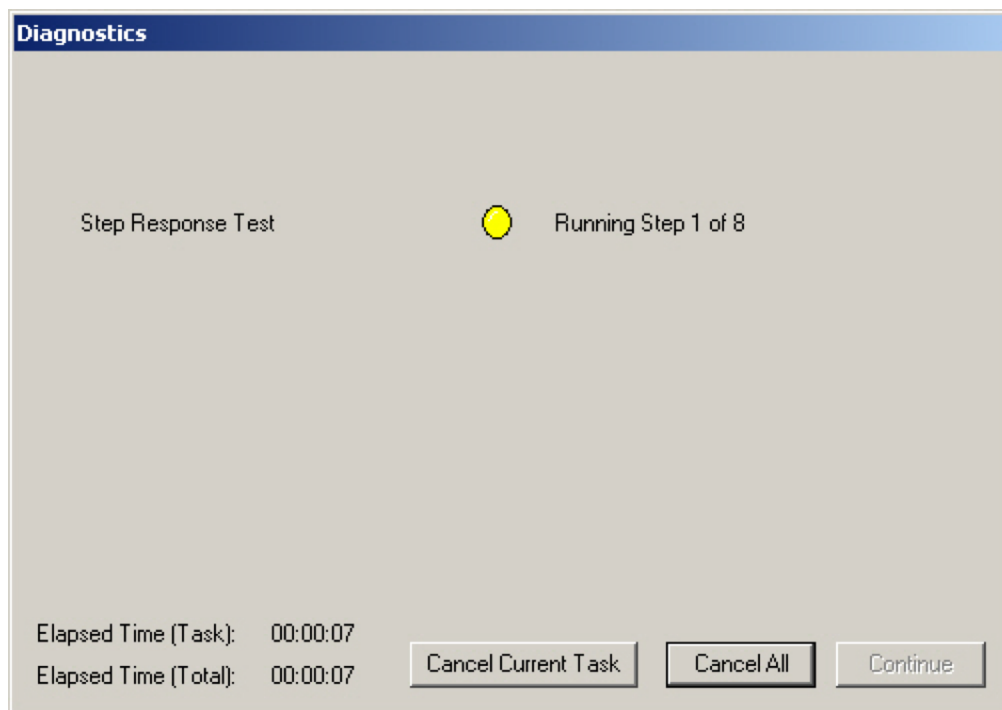 Diagnostics
Step Response Test Running Step 1 of 8
Elapsed Time (Task): 00:00:07
Elapsed Time (Total): 00:00:07
Cancel Current Task Cancel All Continue